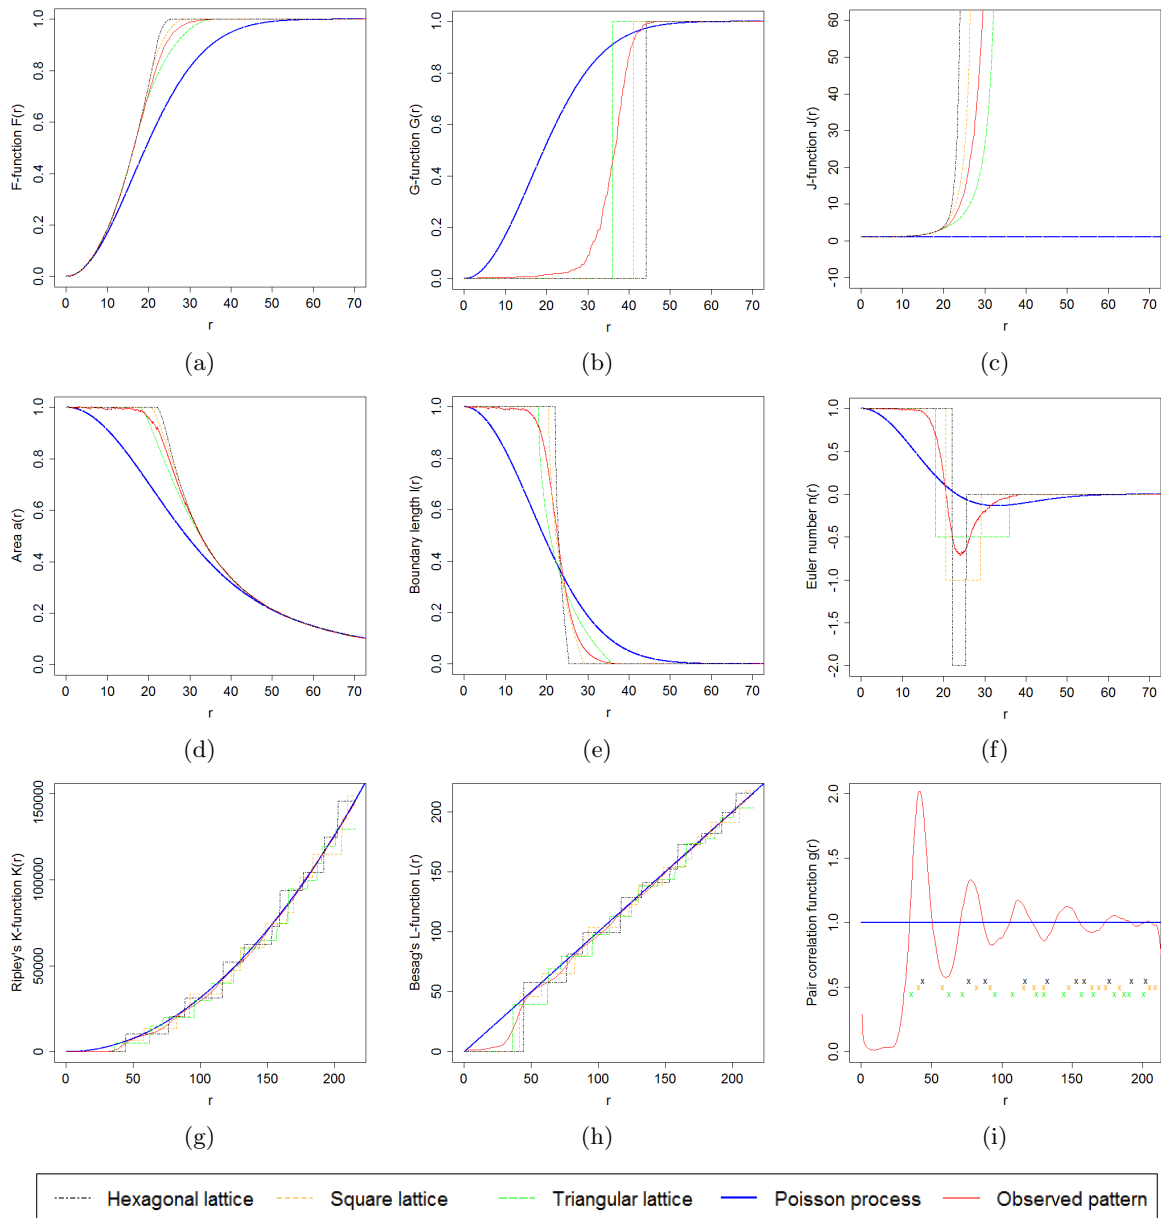 F-function F(r)
0.0 0.2 0.4 0.6 0.8 1.0
0 10 20 30 40 50 60 70
r
(a)
G-function G(r)
0.0 0.2 0.4 0.6 0.8 1.0
0 10 20 30 40 50 60 70
r
(b)
J-function J(r)
-10 0 10 20 30 40 50 60
0 10 20 30 40 50 60 70
r
(c)
Area a(r)
0.0 0.2 0.4 0.6 0.8 1.0
0 10 20 30 40 50 60 70
r
(d)
Boundary length l(r)
0.0 0.2 0.4 0.6 0.8 1.0
0 10 20 30 40 50 60 70
r
(e)
Euler number n(r)
-2.0 -1.5 -1.0 -0.5 0.0 0.5 1.0
0 10 20 30 40 50 60 70
r
(f)
Ripley's K-function K(r)
0 50000 100000 150000
0 50 100 150 200
r
(g)
Besag's L-function L(r)
0 50 100 150 200
0 50 100 150 200
r
(h)
Pair correlation function g(r)
0.0 0.5 1.0 1.5 2.0
0 50 100 150 200
r
(i)
Hexagonal lattice Square lattice Triangular lattice Poisson process Observed pattern